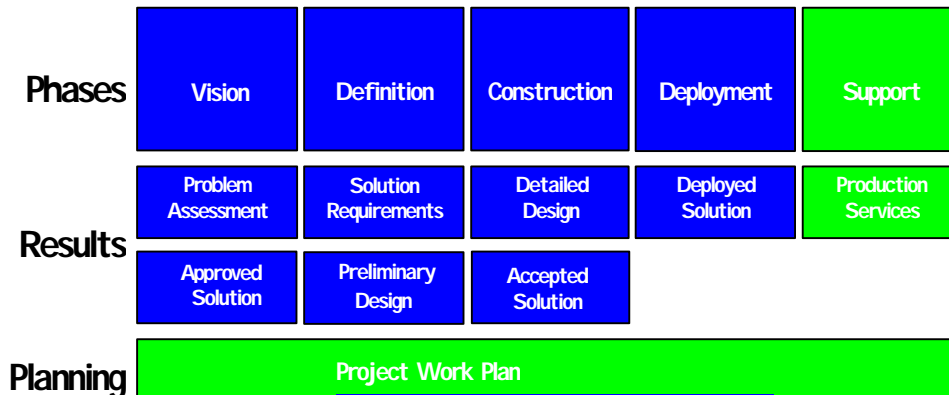 Phases
Vision
Definition
Construction
Deployment
Support
Results
Problem
Assessment
Solution
Requirements
Detailed
Design
Deployed
Solution
Production
Services
Approved
Solution
Preliminary
Design
Accepted
Solution
Planning
Project Work Plan